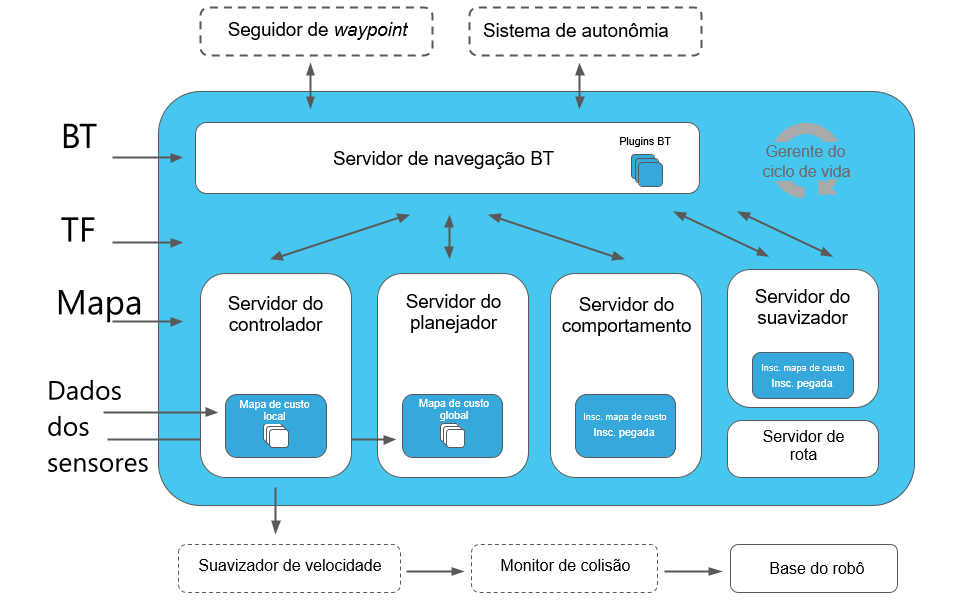 Seguidor de waypoint
Sistema de autonômia
BT
Plugins BT
Servidor de navegação BT
Gerente do
ciclo de vida
TF
Mapa
Servidor do
controlador
Servidor do
planejador
Servidor do
comportamento
Servidor do
suavizador
Insc. mapa de custo
Insc. pegada
Dados
dos
sensores
Mapa de custo
local
Mapa de custo
global
Insc. mapa de custo
Insc. pegada
Servidor de
rota
Suavizador de velocidade
Monitor de colisão
Base do robô